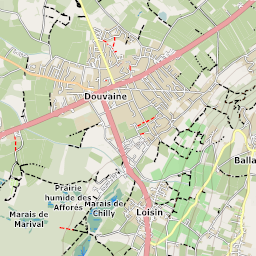 Douvaine
Balla
Prairie
humide des
Afforés
Marais de
Chilly
Marais de
Marival
Loisin